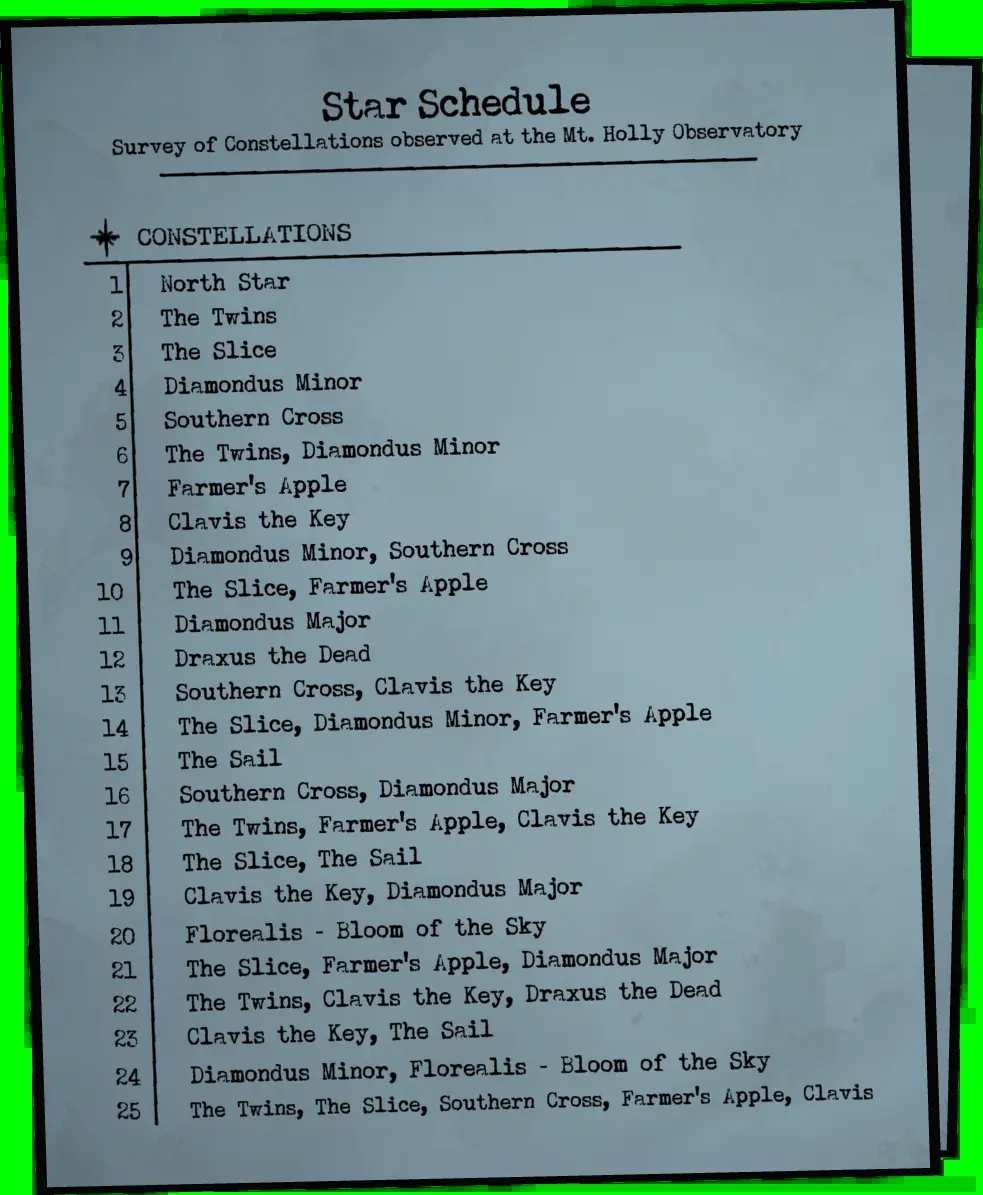 Star Schedule
Survey of Constellations observed at the Mt. Holly Observatory
CONSTELLATIONS
1 North Star
2 The Twins
3 The Slice
4 Diamondus Minor
5 Southern Cross
6 The Twins, Diamondus Minor
7 Farmer's Apple
8 Clavis the Key
9 Diamondus Minor, Southern Cross
10 The Slice, Farmer's Apple
11 Diamondus Major
12 Draxus the Dead
13 Southern Cross, Clavis the Key
14 The Slice, Diamondus Minor, Farmer's Apple
15 The Sail
16 Southern Cross, Diamondus Major
17 The Twins, Farmer's Apple, Clavis the Key
18 The Slice, The Sail
19 Clavis the Key, Diamondus Major
20 Florealis - Bloom of the Sky
21 The Slice, Farmer's Apple, Diamondus Major
22 The Twins, Clavis the Key, Draxus the Dead
23 Clavis the Key, The Sail
24 Diamondus Minor, Florealis - Bloom of the Sky
25 The Twins, The Slice, Southern Cross, Farmer's Apple, Clavis